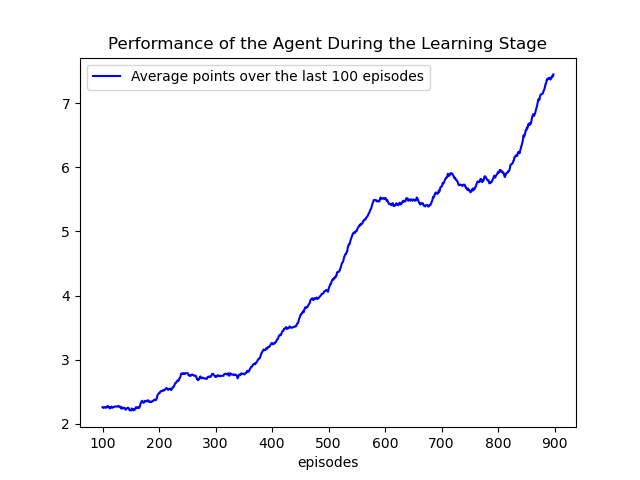 Performance of the Agent During the Learning Stage
Average points over the last 100 episodes
7
6
5
4
3
2
100 200 300 400 500 600 700 800 900
episodes